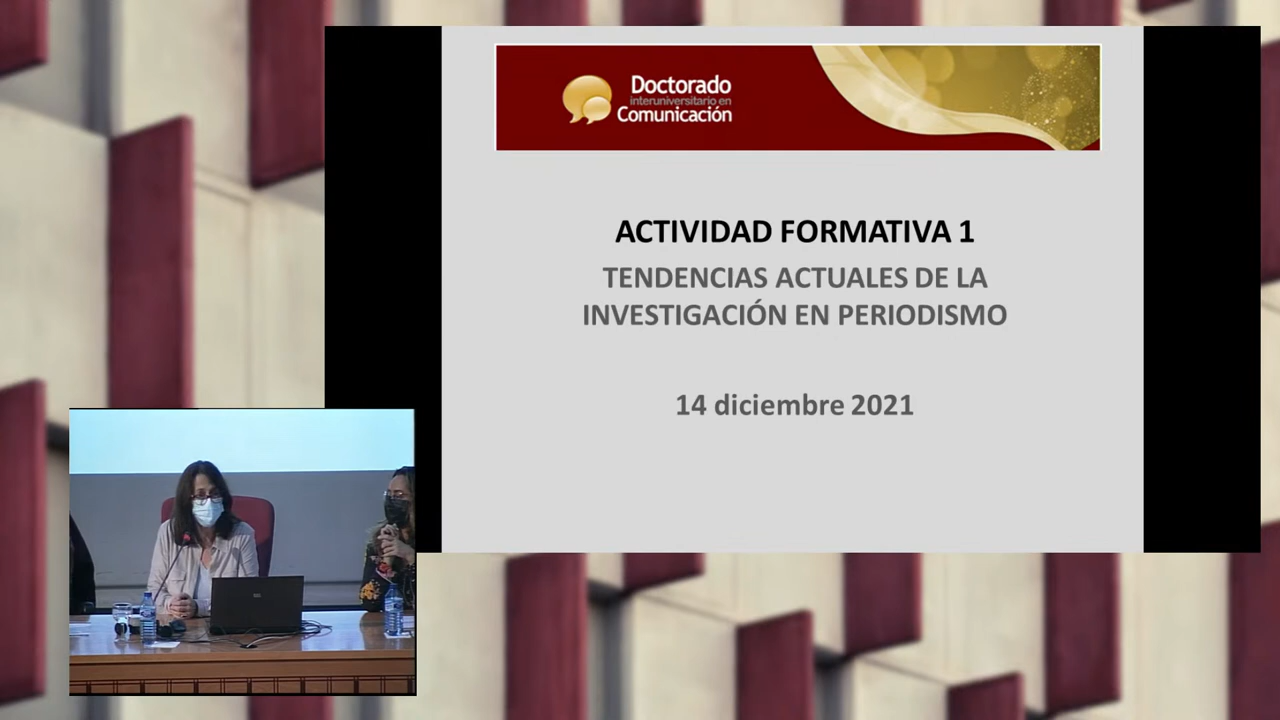 Doctorado
interuniversitario en
Comunicación
ACTIVIDAD FORMATIVA 1
TENDENCIAS ACTUALES DE LA
INVESTIGACIÓN EN PERIODISMO
14 diciembre 2021